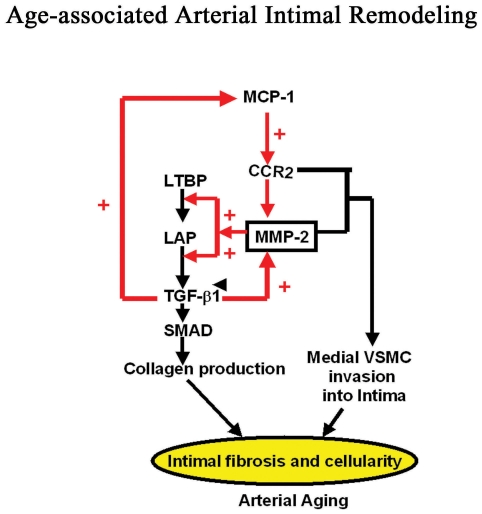 Age-associated Arterial Intimal Remodeling
MCP-1
+
CCR2
LTBP
+
+
MMP-2
LAP
+
TGF-β1
+
SMAD
Collagen production
Medial VSMC
invasion
into Intima
Intimal fibrosis and cellularity
Arterial Aging